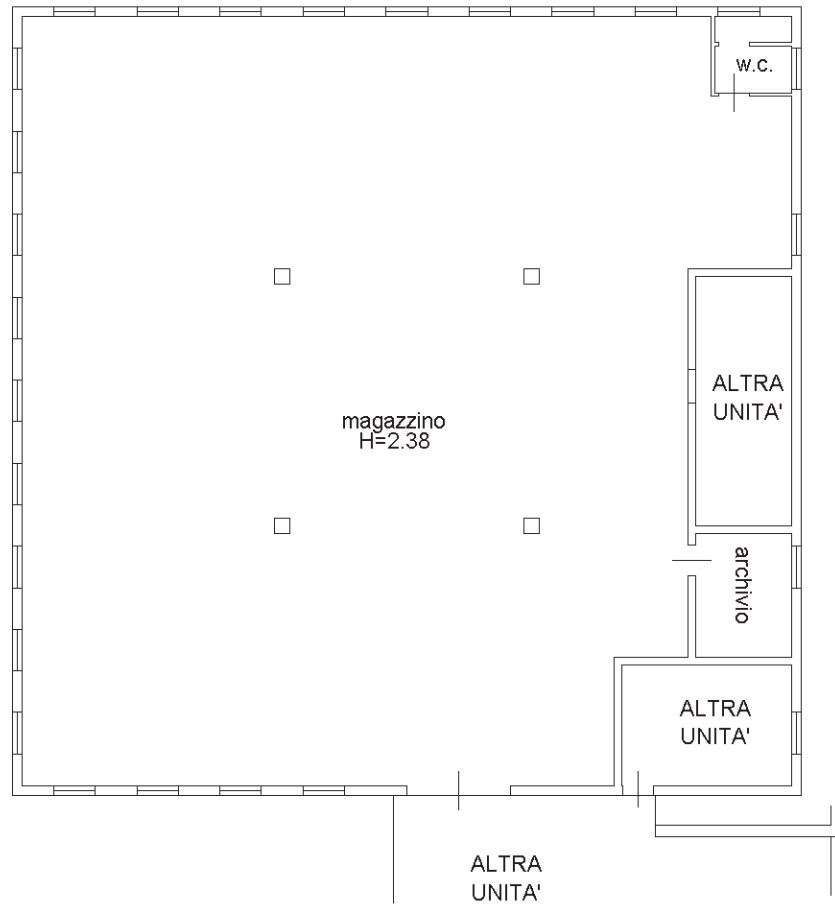 w.c.
ALTRA
UNITA'
magazzino
H=2.38
archivio
ALTRA
UNITA'
ALTRA
UNITA'